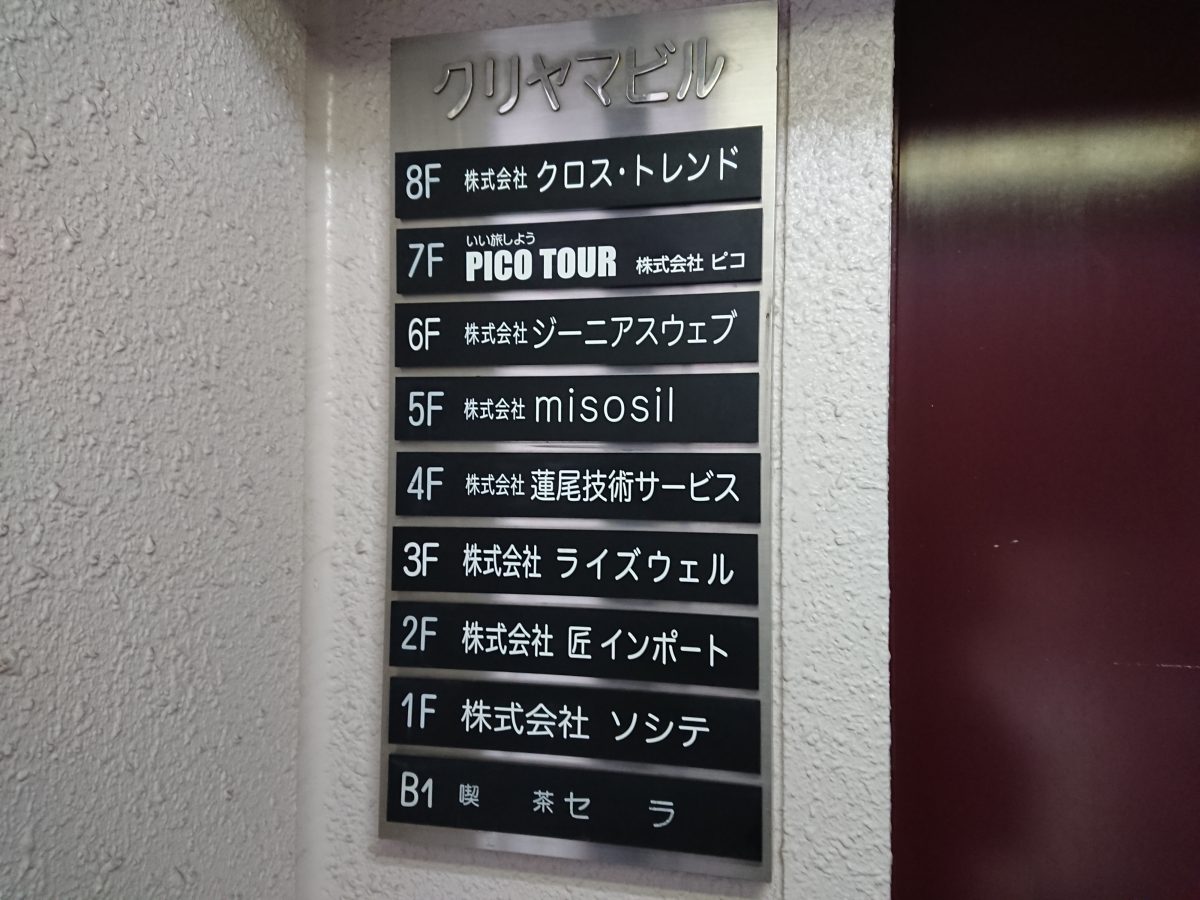 クリヤマビル
8F 株式会社 クロス・トレンド
いい旅しよう
7F PICO TOUR 株式会社 ピコ
6F 株式会社 ジーニアスウェブ
5F 株式会社 misosil
4F 株式会社 蓮尾技術サービス
3F 株式会社 ライズウェル
2F 株式会社 匠 インポート
1F 株式会社 ソシテ
B1 喫 茶 セ ラ